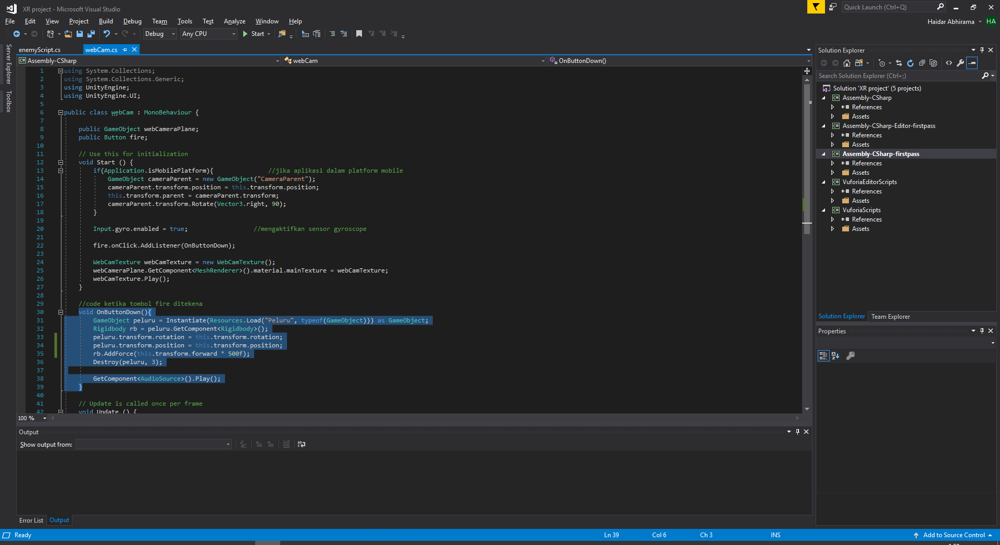 XR project - Microsoft Visual Studio
Quick Launch (Ctrl+Q)
File Edit View Project Build Debug Team Tools Test Analyze Window Help
Haidar Abhirama HA
Debug Any CPU Start
Server Explorer
Toolbox
enemyScript.cs webCam.cs
Assembly-CSharp webCam OnButtonDown()
1 using System.Collections;
2 using System.Collections.Generic;
3 using UnityEngine;
4 using UnityEngine.UI;
5
6 public class webCam : MonoBehaviour {
7
8 public GameObject webCameraPlane;
9 public Button fire;
10
11 // Use this for initialization
12 void Start () {
13 if(Application.isMobilePlatform){ //jika aplikasi dalam platform mobile
14 GameObject cameraParent = new GameObject("CameraParent");
15 cameraParent.transform.position = this.transform.position;
16 this.transform.parent = cameraParent.transform;
17 cameraParent.transform.Rotate(Vector3.right, 90);
18 }
19
20 Input.gyro.enabled = true; //mengaktifkan sensor gyroscope
21
22 fire.onClick.AddListener(OnButtonDown);
23
24 WebCamTexture webCamTexture = new WebCamTexture();
25 webCameraPlane.GetComponent<MeshRenderer>().material.mainTexture = webCamTexture;
26 webCamTexture.Play();
27 }
28
29 //code ketika tombol fire ditekena
30 void OnButtonDown(){
31 GameObject peluru = Instantiate(Resources.Load("Peluru", typeof(GameObject))) as GameObject;
32 Rigidbody rb = peluru.GetComponent<Rigidbody>();
33 peluru.transform.rotation = this.transform.rotation;
34 peluru.transform.position = this.transform.position;
35 rb.AddForce(this.transform.forward * 500f);
36 Destroy(peluru, 3);
37
38 GetComponent<AudioSource>().Play();
39 }
40
41 // Update is called once per frame
42 void Update () {
100 %
Output
Show output from:
Error List Output
Solution Explorer
Search Solution Explorer (Ctrl+;)
Solution 'XR project' (5 projects)
C# Assembly-CSharp
References
Assets
C# Assembly-CSharp-Editor-firstpass
References
Assets
C# Assembly-CSharp-firstpass
References
Assets
C# VuforiaEditorScripts
References
Assets
C# VuforiaScripts
References
Assets
Solution Explorer Team Explorer
Properties
Ready Ln 39 Col 6 Ch 3 INS Add to Source Control